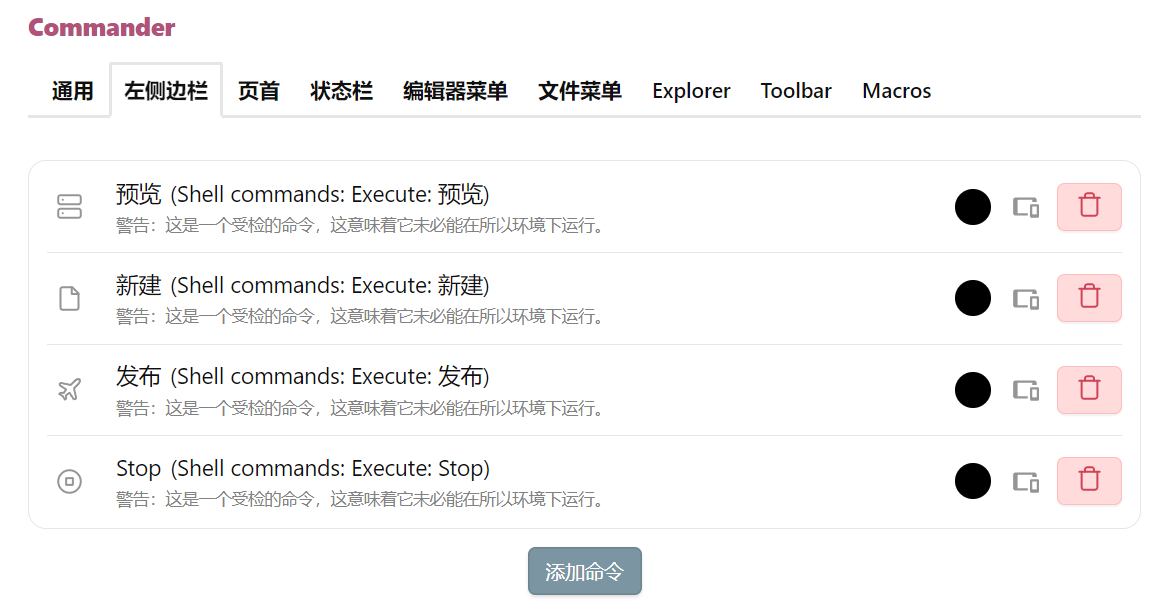 Commander
通用 左侧边栏 页首 状态栏 编辑器菜单 文件菜单 Explorer Toolbar Macros
预览 (Shell commands: Execute: 预览)
警告：这是一个受检的命令，这意味着它未必能在所以环境下运行。
新建 (Shell commands: Execute: 新建)
警告：这是一个受检的命令，这意味着它未必能在所以环境下运行。
发布 (Shell commands: Execute: 发布)
警告：这是一个受检的命令，这意味着它未必能在所以环境下运行。
Stop (Shell commands: Execute: Stop)
警告：这是一个受检的命令，这意味着它未必能在所以环境下运行。
添加命令